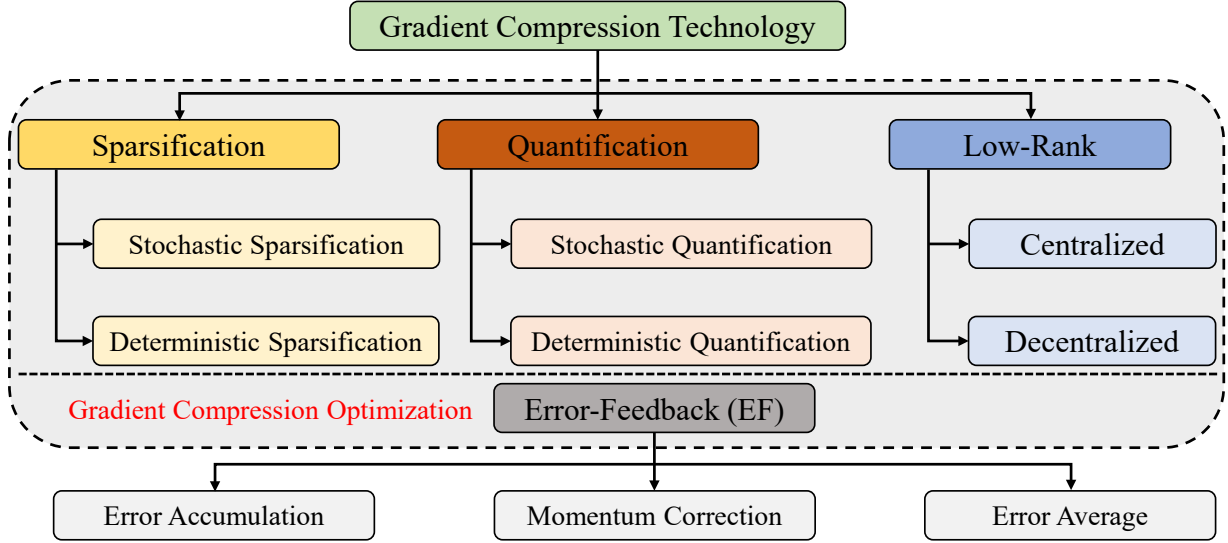 Gradient Compression Technology
Sparsification
Quantification
Low-Rank
Stochastic Sparsification
Stochastic Quantification
Centralized
Deterministic Sparsification
Deterministic Quantification
Decentralized
Gradient Compression Optimization
Error-Feedback (EF)
Error Accumulation
Momentum Correction
Error Average